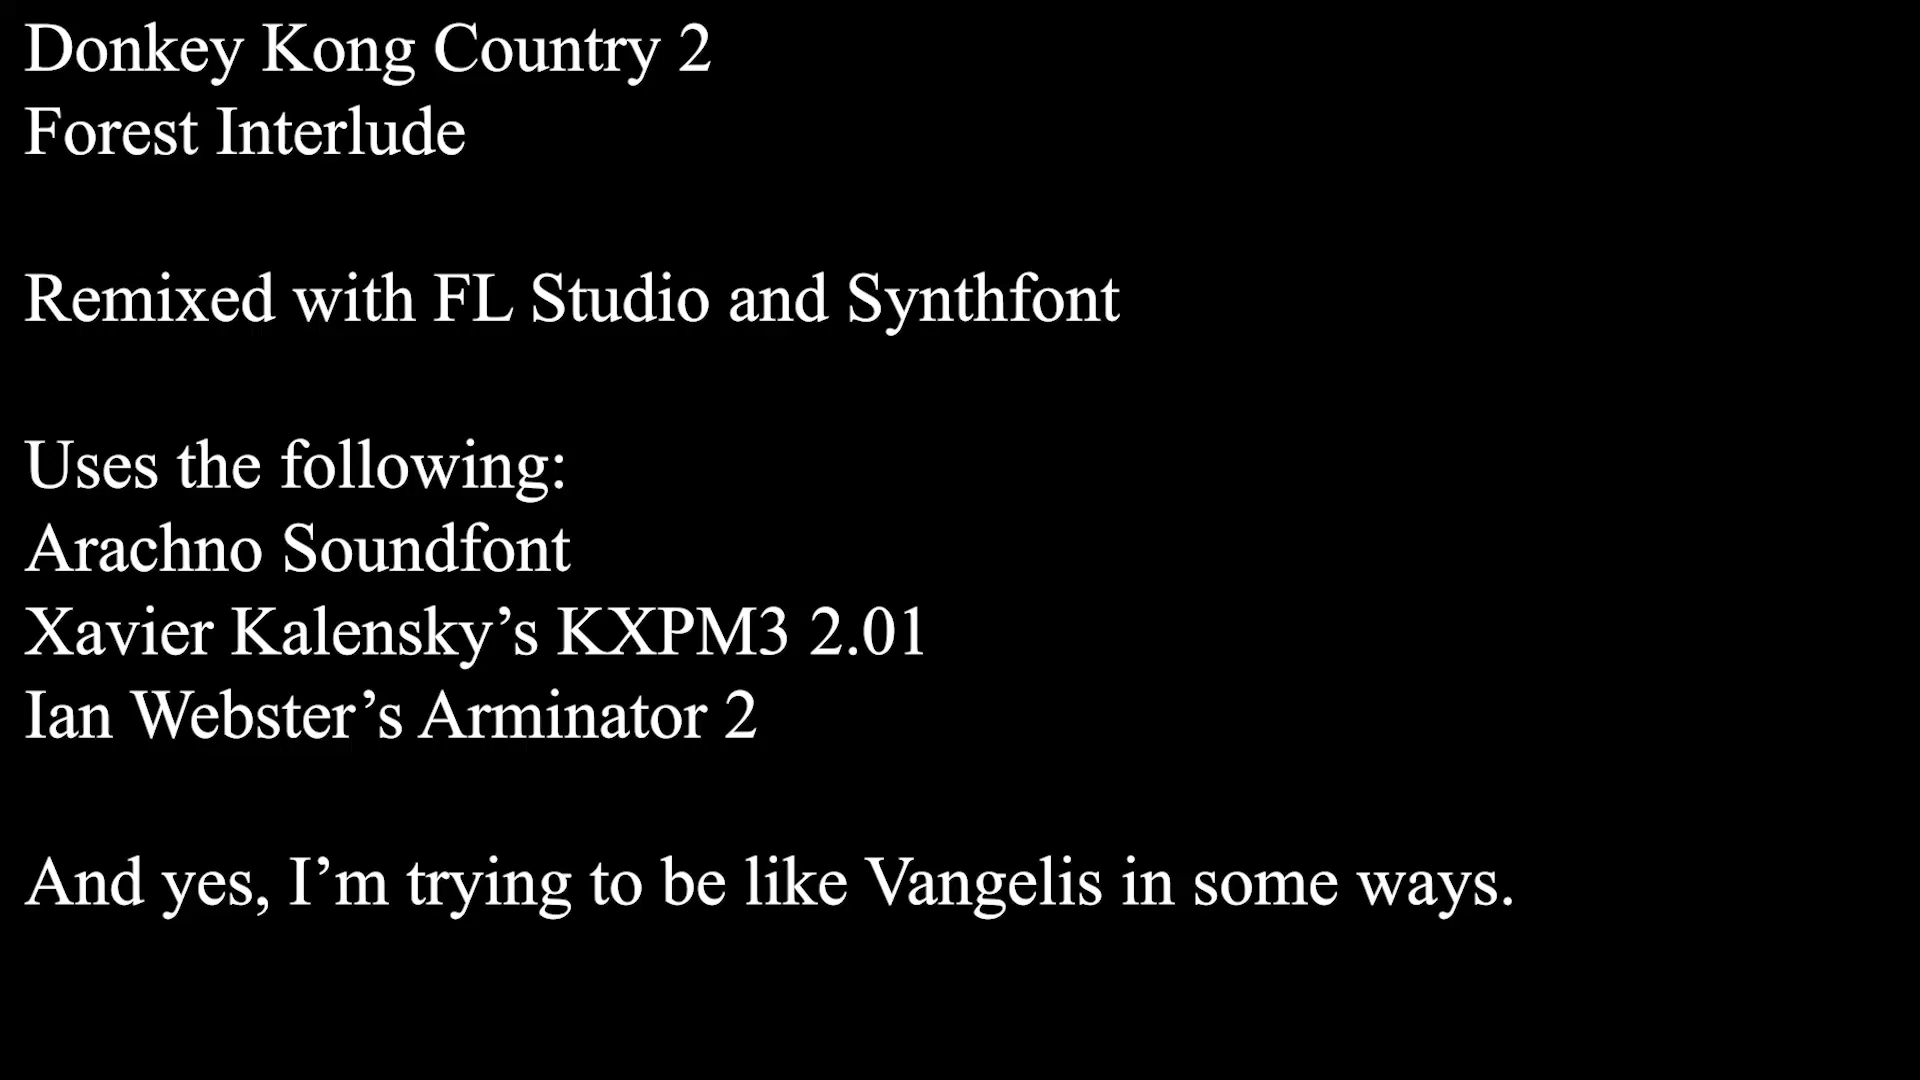 Donkey Kong Country 2
Forest Interlude
Remixed with FL Studio and Synthfont
Uses the following:
Arachno Soundfont
Xavier Kalensky’s KXPM3 2.01
Ian Webster’s Arminator 2
And yes, I’m trying to be like Vangelis in some ways.